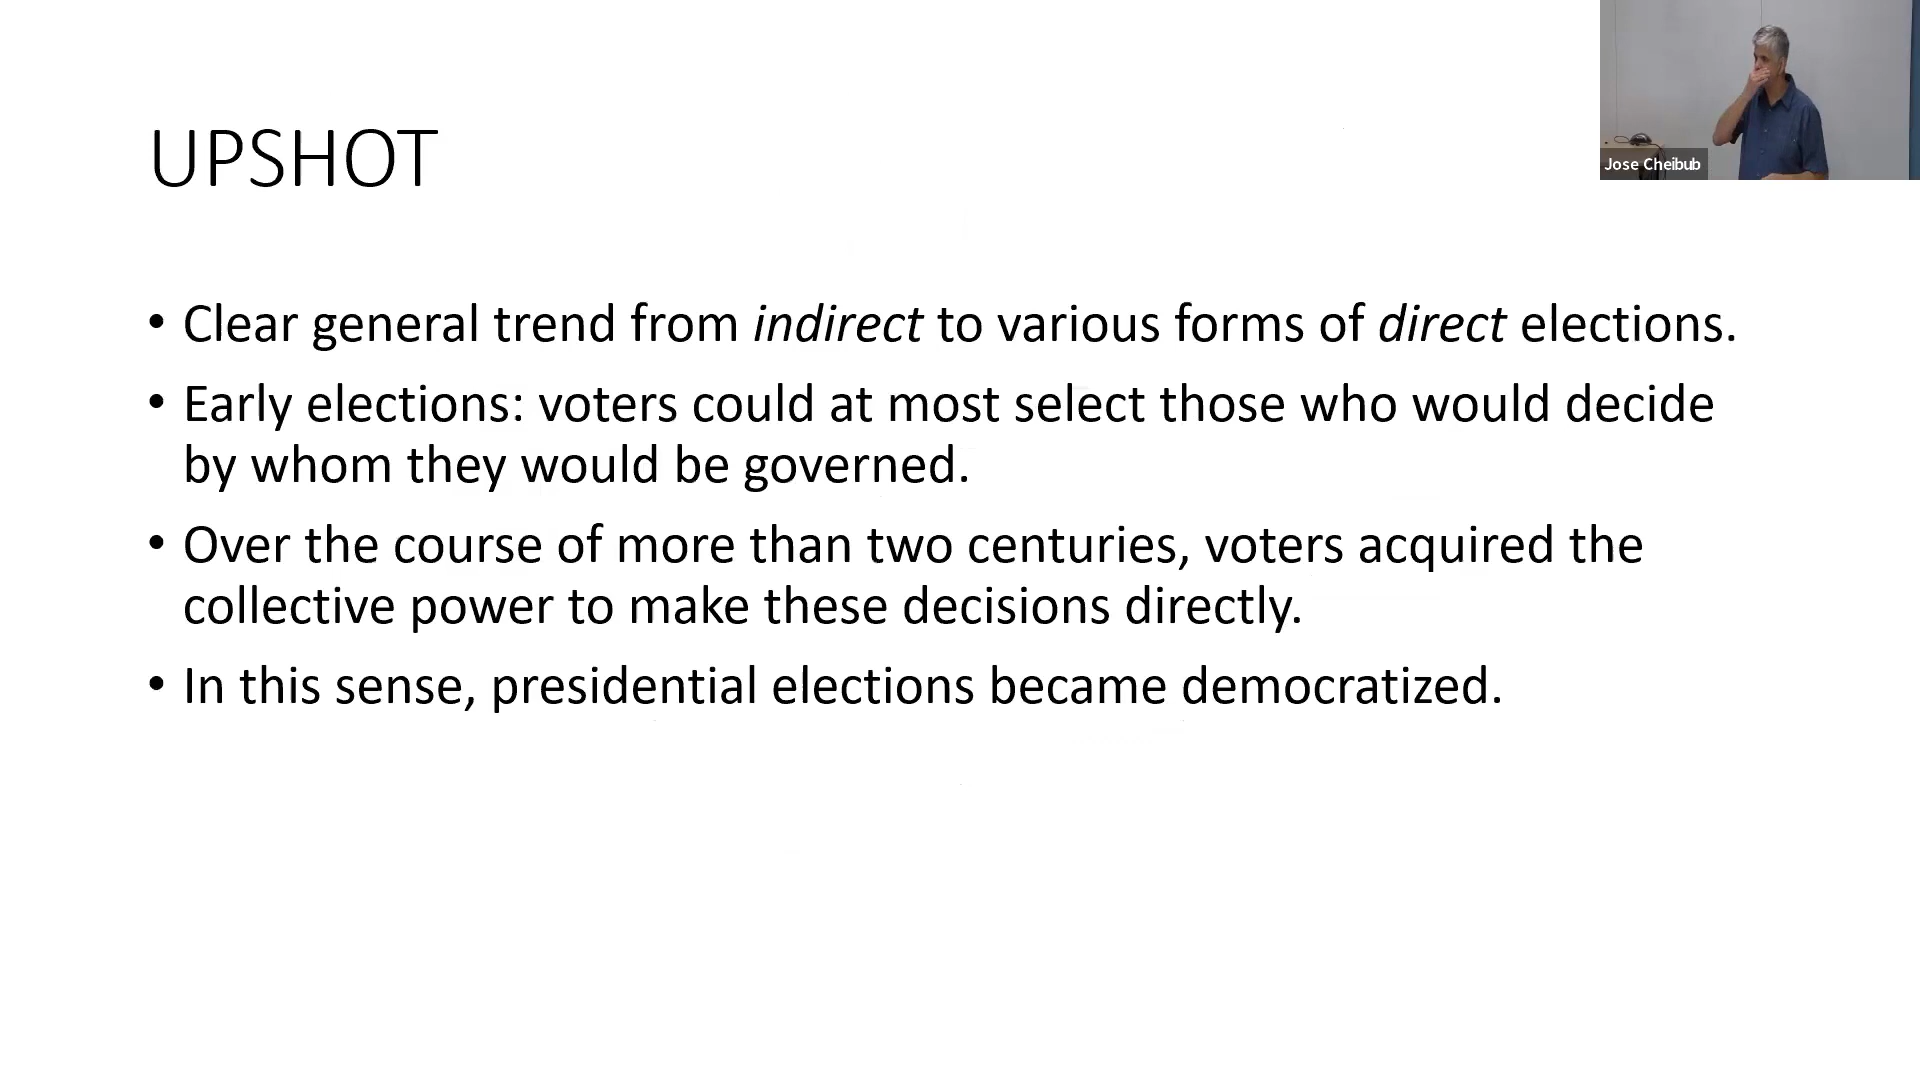 UPSHOT
Jose Cheibub
• Clear general trend from indirect to various forms of direct elections.
• Early elections: voters could at most select those who would decide
by whom they would be governed.
• Over the course of more than two centuries, voters acquired the
collective power to make these decisions directly.
• In this sense, presidential elections became democratized.